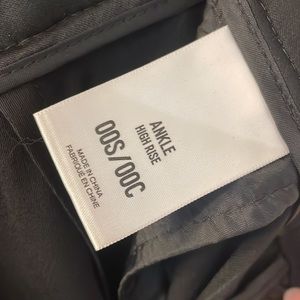 ANKLE
HIGH RISE
00S/00C
MADE IN CHINA
FABRIQUÉ EN CHINE